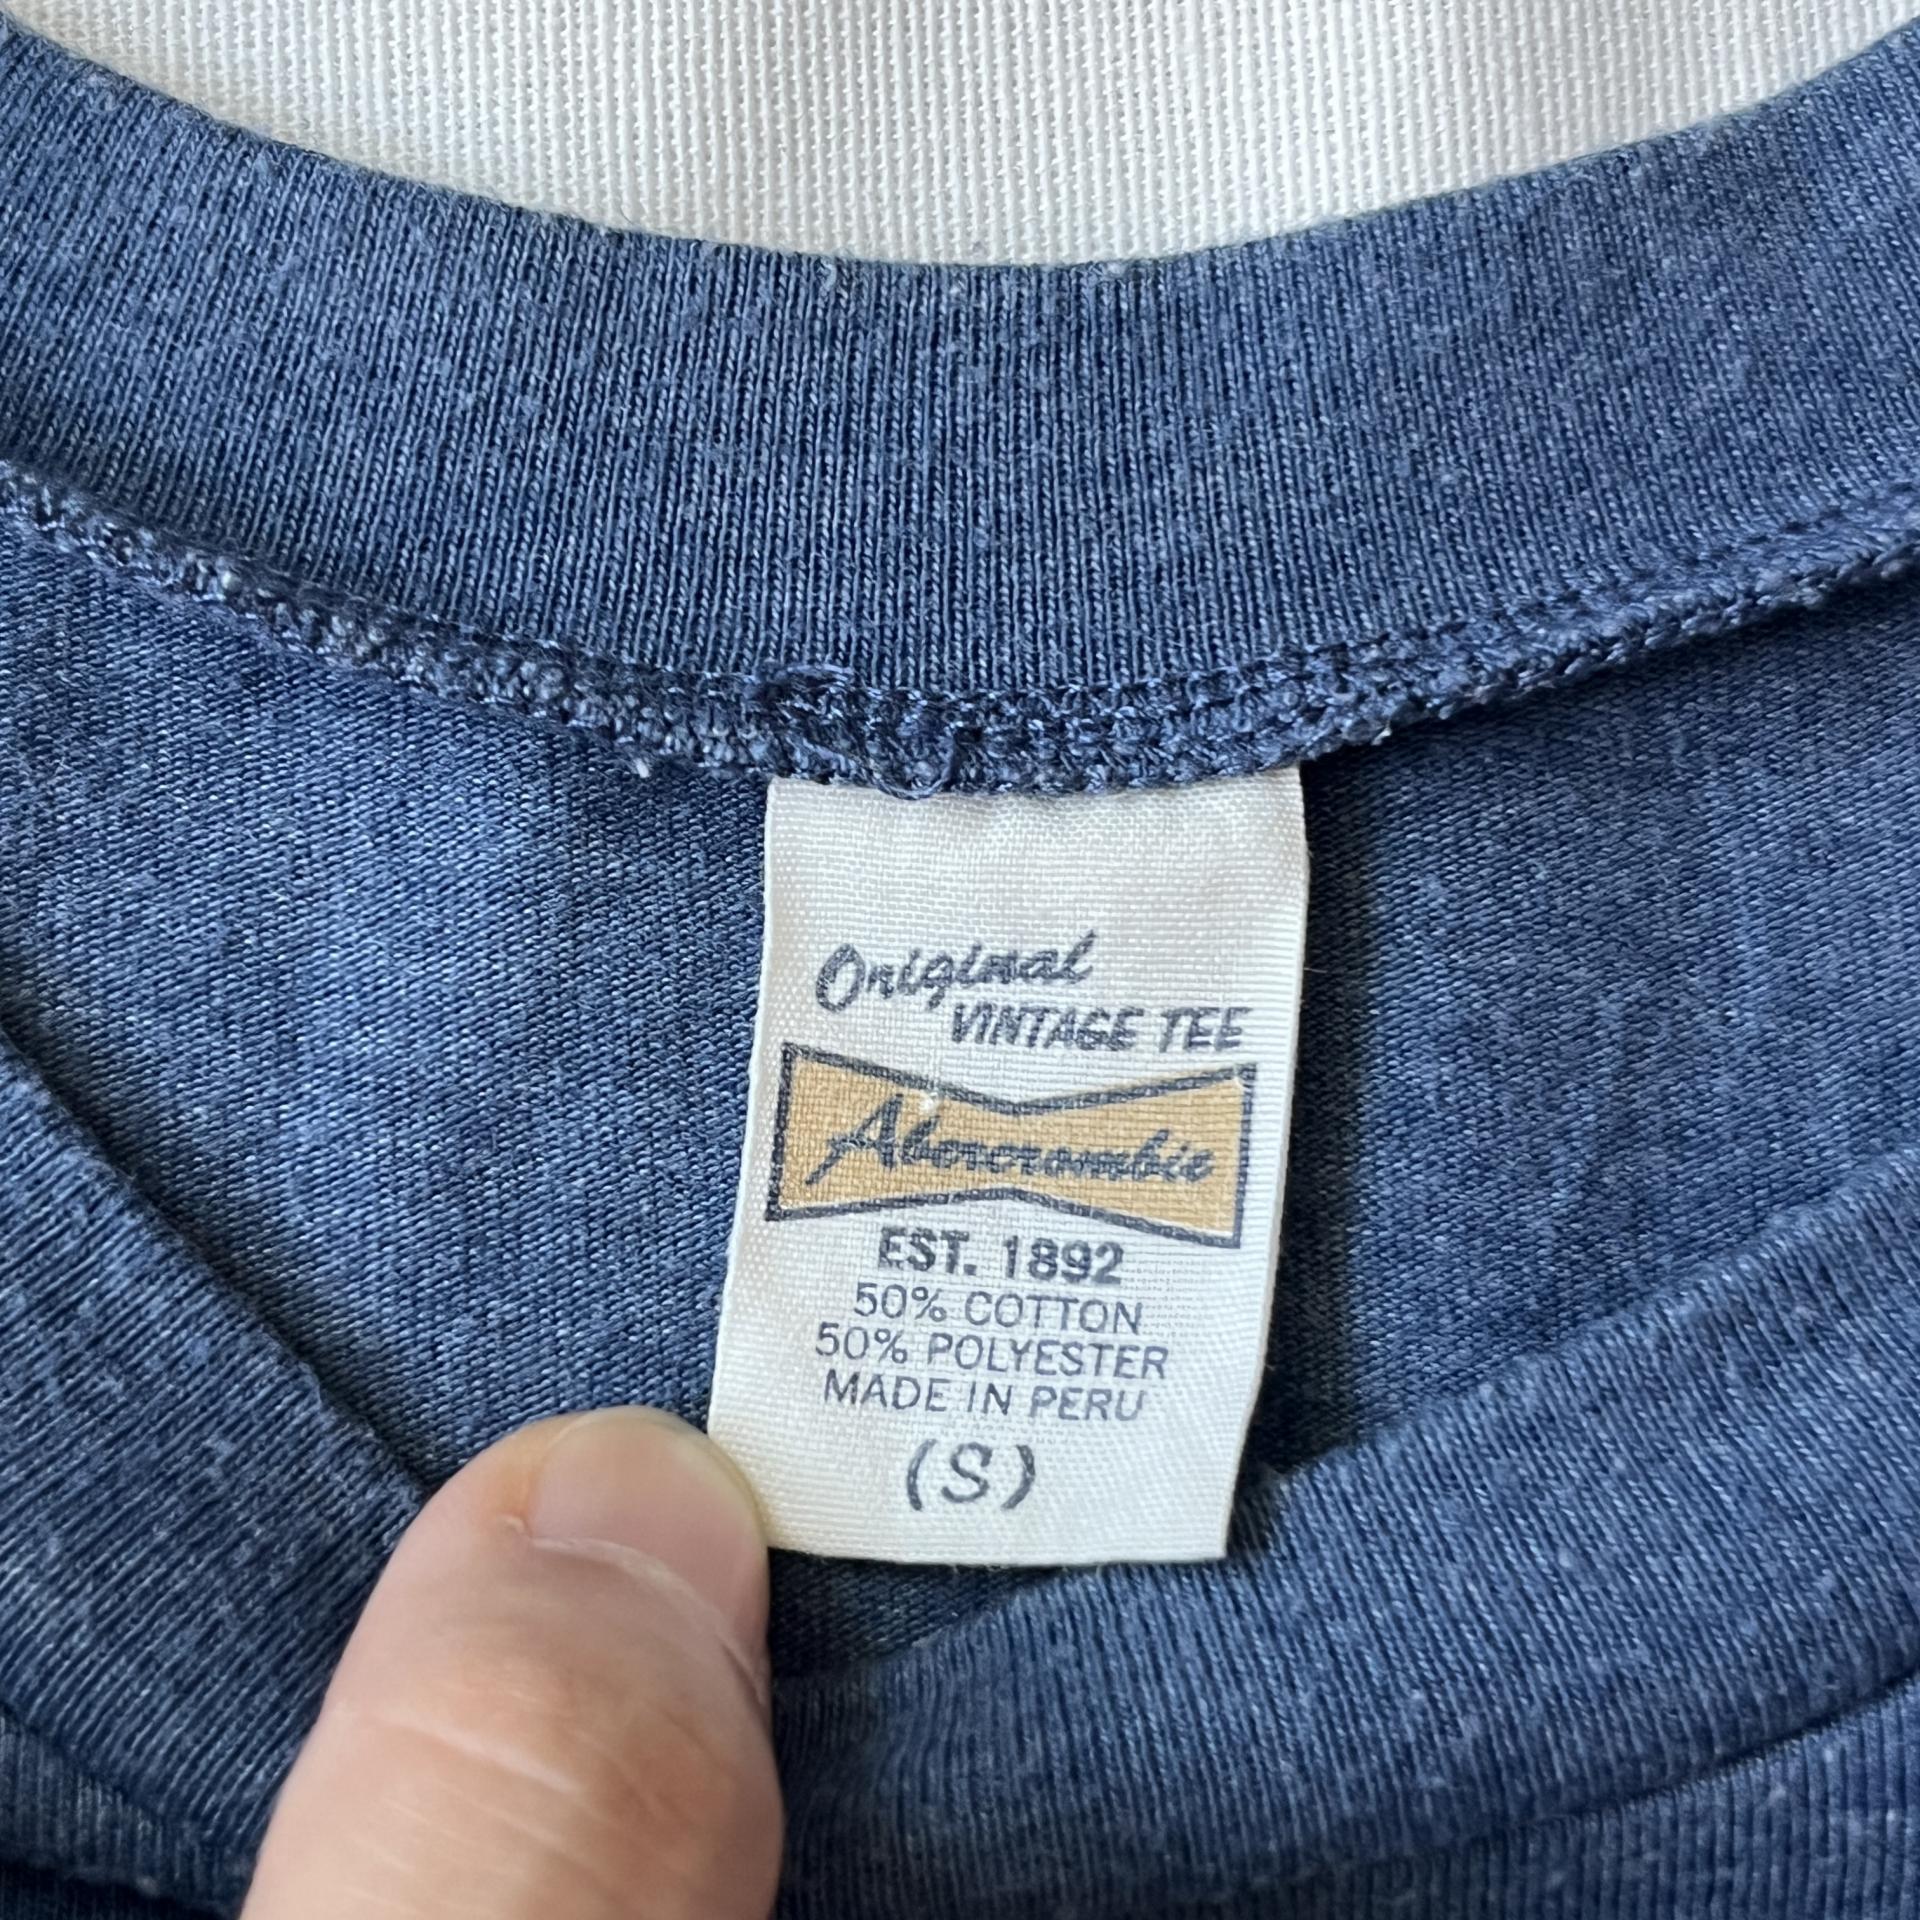 Original
VINTAGE TEE
Abercrombie
EST. 1892
50% COTTON
50% POLYESTER
MADE IN PERU
(S)